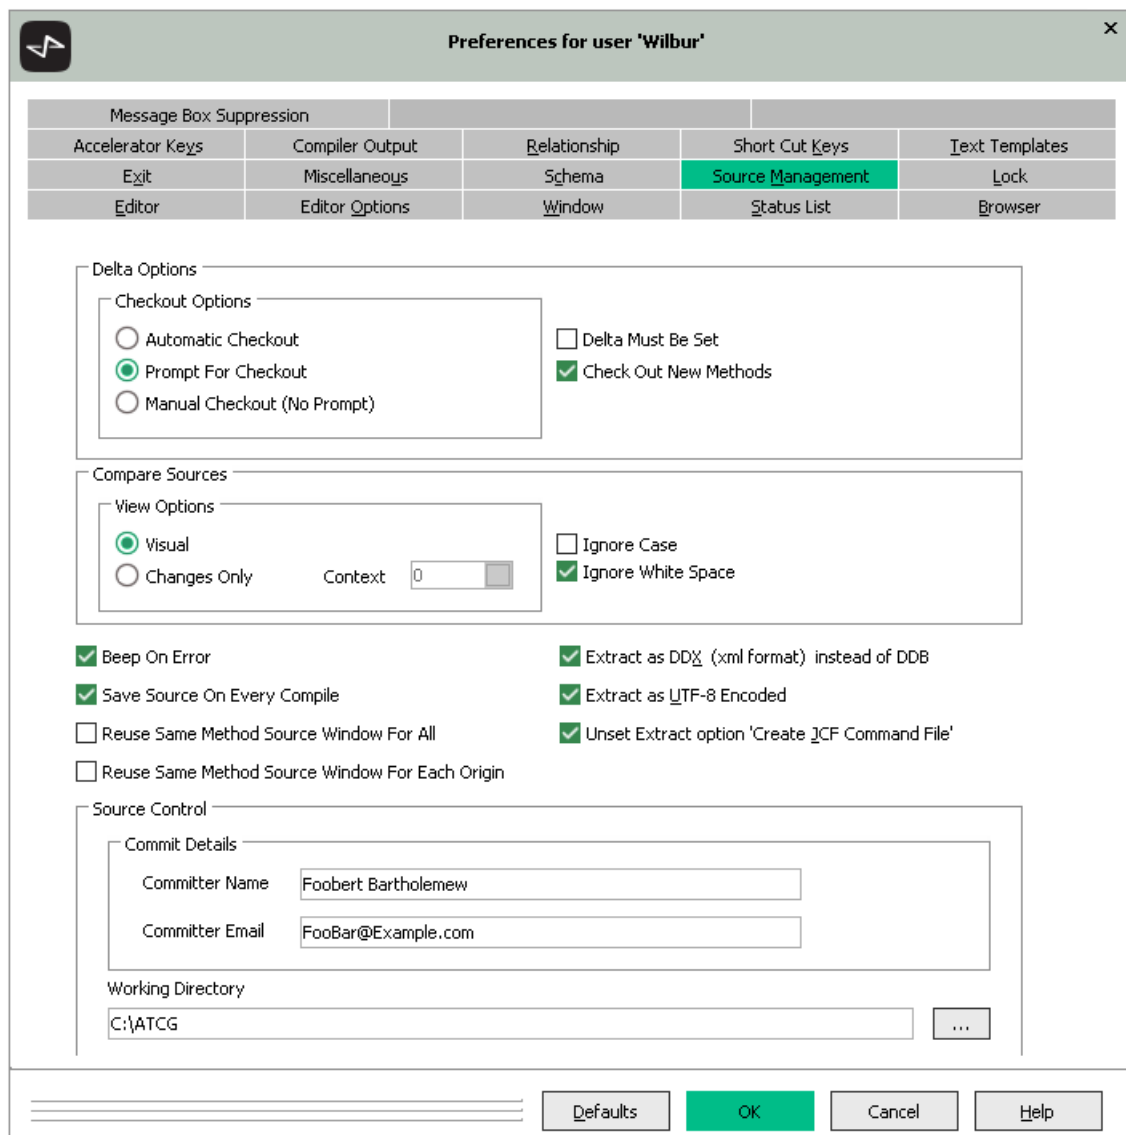 Preferences for user 'Wilbur'
Message Box Suppression
Accelerator Keys Compiler Output Relationship Short Cut Keys Text Templates
Exit Miscellaneous Schema Source Management Lock
Editor Editor Options Window Status List Browser
Delta Options
Checkout Options
Automatic Checkout
Prompt For Checkout
Manual Checkout (No Prompt)
Delta Must Be Set
Check Out New Methods
Compare Sources
View Options
Visual
Changes Only Context 0
Ignore Case
Ignore White Space
Beep On Error
Save Source On Every Compile
Reuse Same Method Source Window For All
Reuse Same Method Source Window For Each Origin
Extract as DDX (xml format) instead of DDB
Extract as UTF-8 Encoded
Unset Extract option 'Create JCF Command File'
Source Control
Commit Details
Committer Name Foobert Bartholemew
Committer Email FooBar@Example.com
Working Directory
C:\ATCG ...
Defaults OK Cancel Help